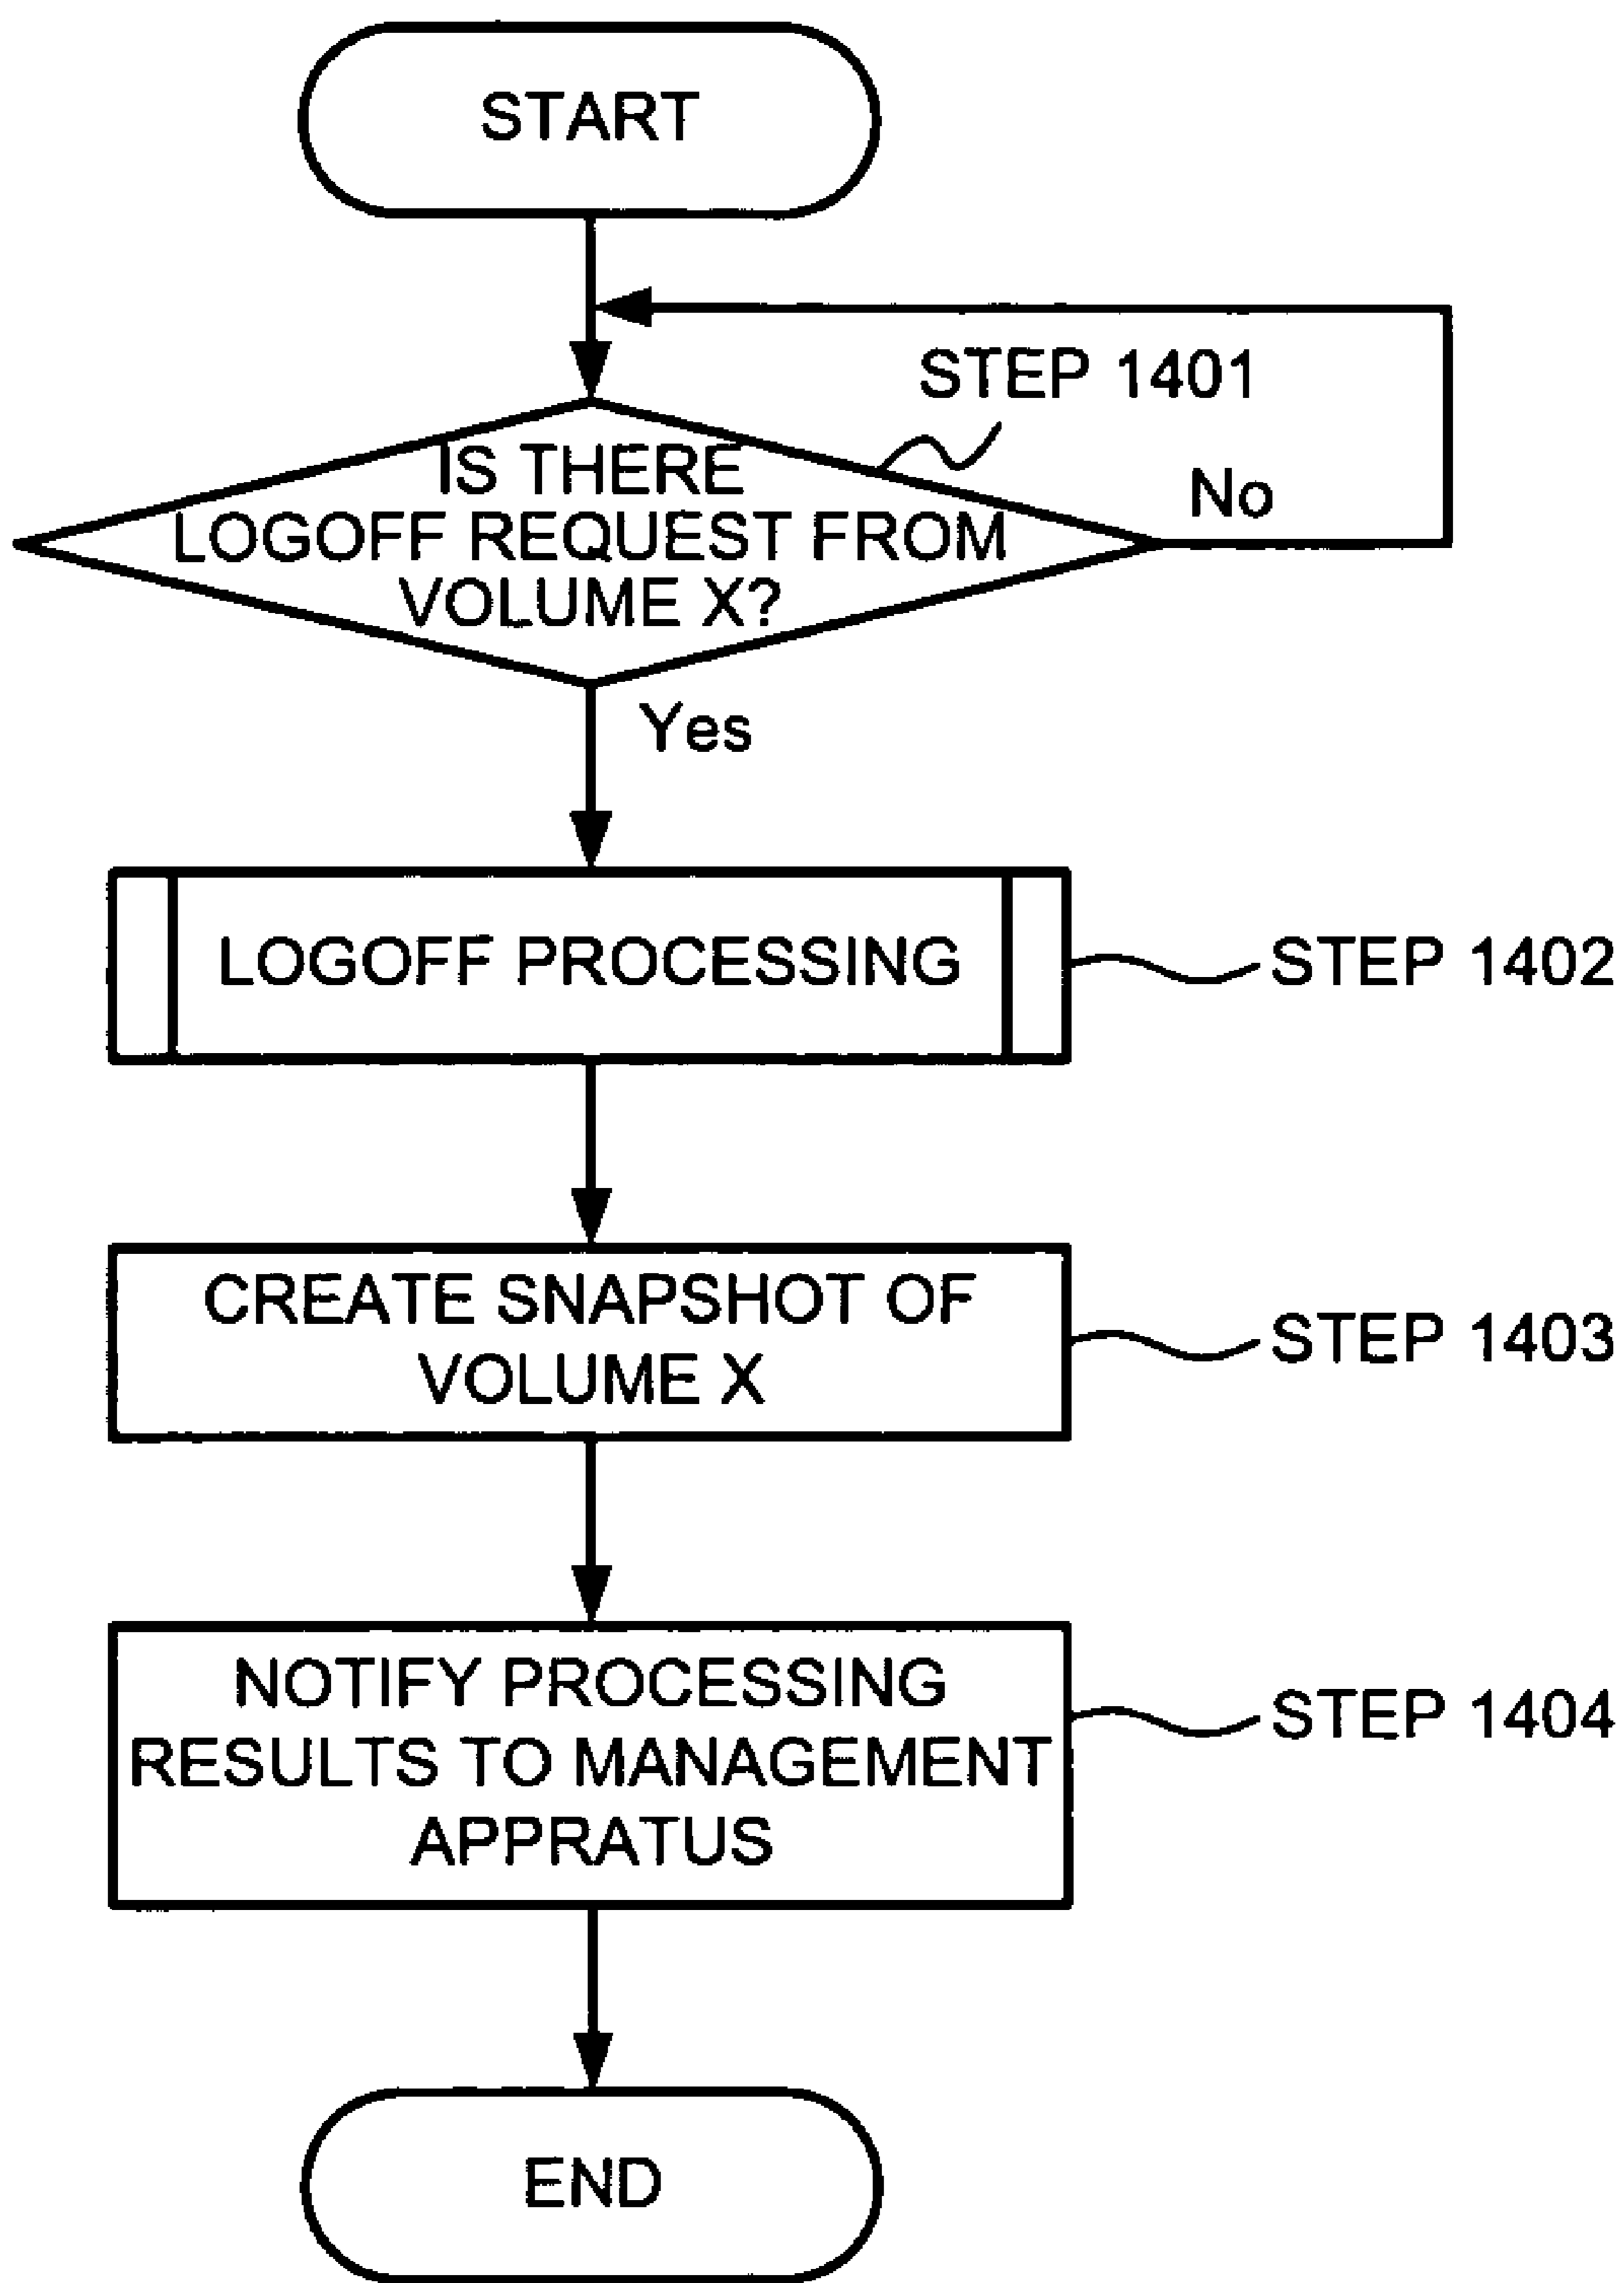 START
STEP 1401
IS THERE
LOGOFF REQUEST FROM
VOLUME X?
No
Yes
LOGOFF PROCESSING
STEP 1402
CREATE SNAPSHOT OF
VOLUME X
STEP 1403
NOTIFY PROCESSING
RESULTS TO MANAGEMENT
APPRATUS
STEP 1404
END